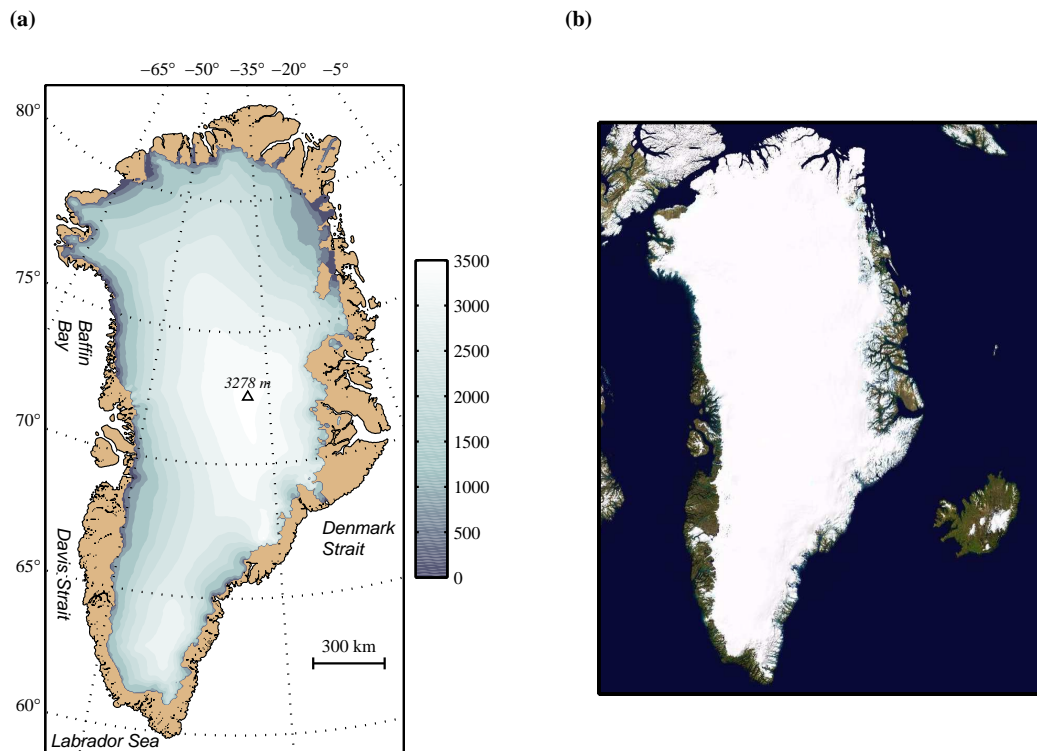 (a)
(b)
−65° −50° −35° −20° −5°
80°
75°
70°
65°
60°
Baffin
Bay
3278 m
Davis Strait
Denmark
Strait
300 km
Labrador Sea
3500
3000
2500
2000
1500
1000
500
0